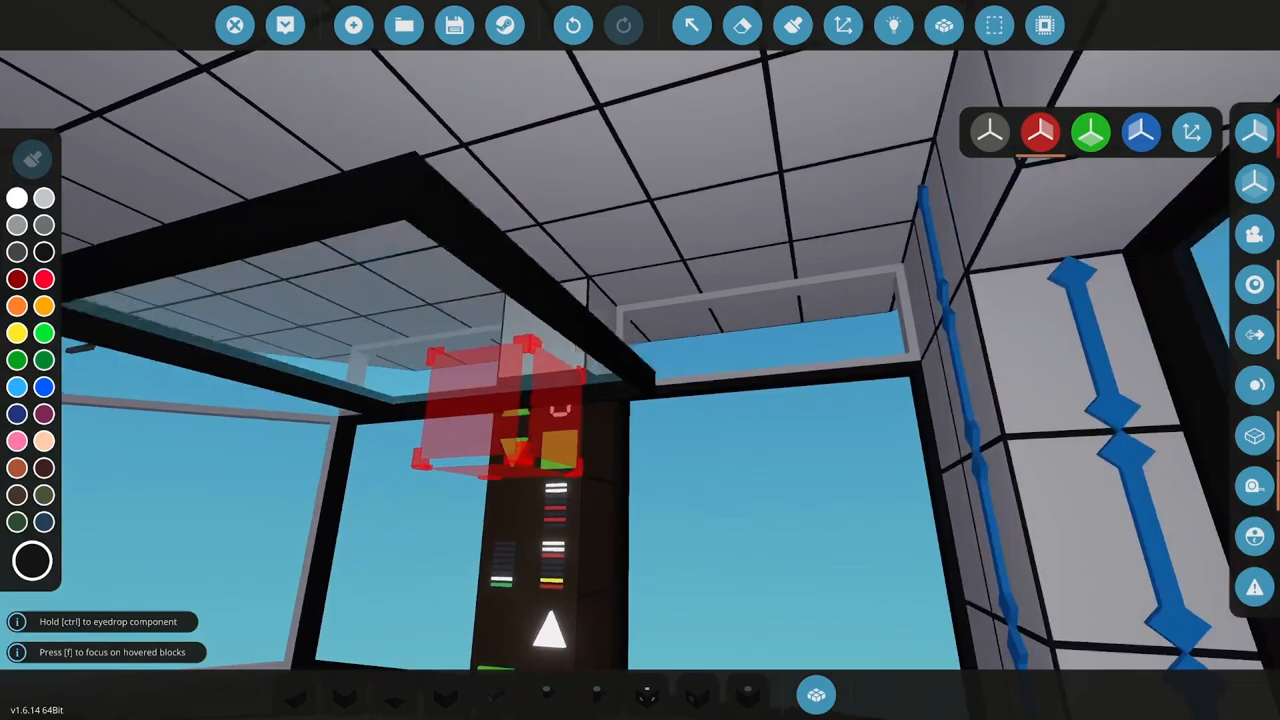 Hold [ctrl] to eyedrop component
Press [f] to focus on hovered blocks
v1.6.14 64Bit